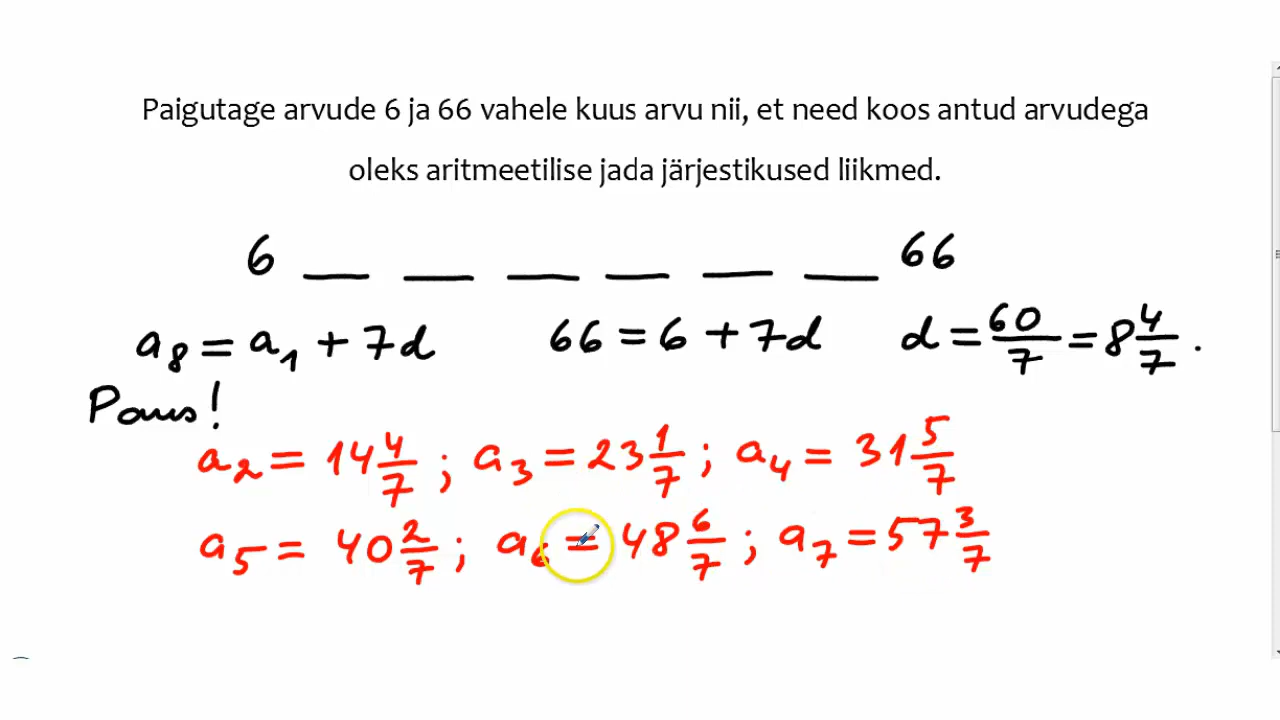 Paigutage arvude 6 ja 66 vahele kuus arvu nii, et need koos antud arvudega
oleks aritmeetilise jada järjestikused liikmed.
6 __ __ __ __ __ __ 66
a₈ = a₁ + 7d 66 = 6 + 7d d = 60/7 = 8 4/7 .
Paus!
a₂ = 14 4/7 ; a₃ = 23 1/7 ; a₄ = 31 5/7
a₅ = 40 2/7 ; a₆ = 48 6/7 ; a₇ = 57 3/7